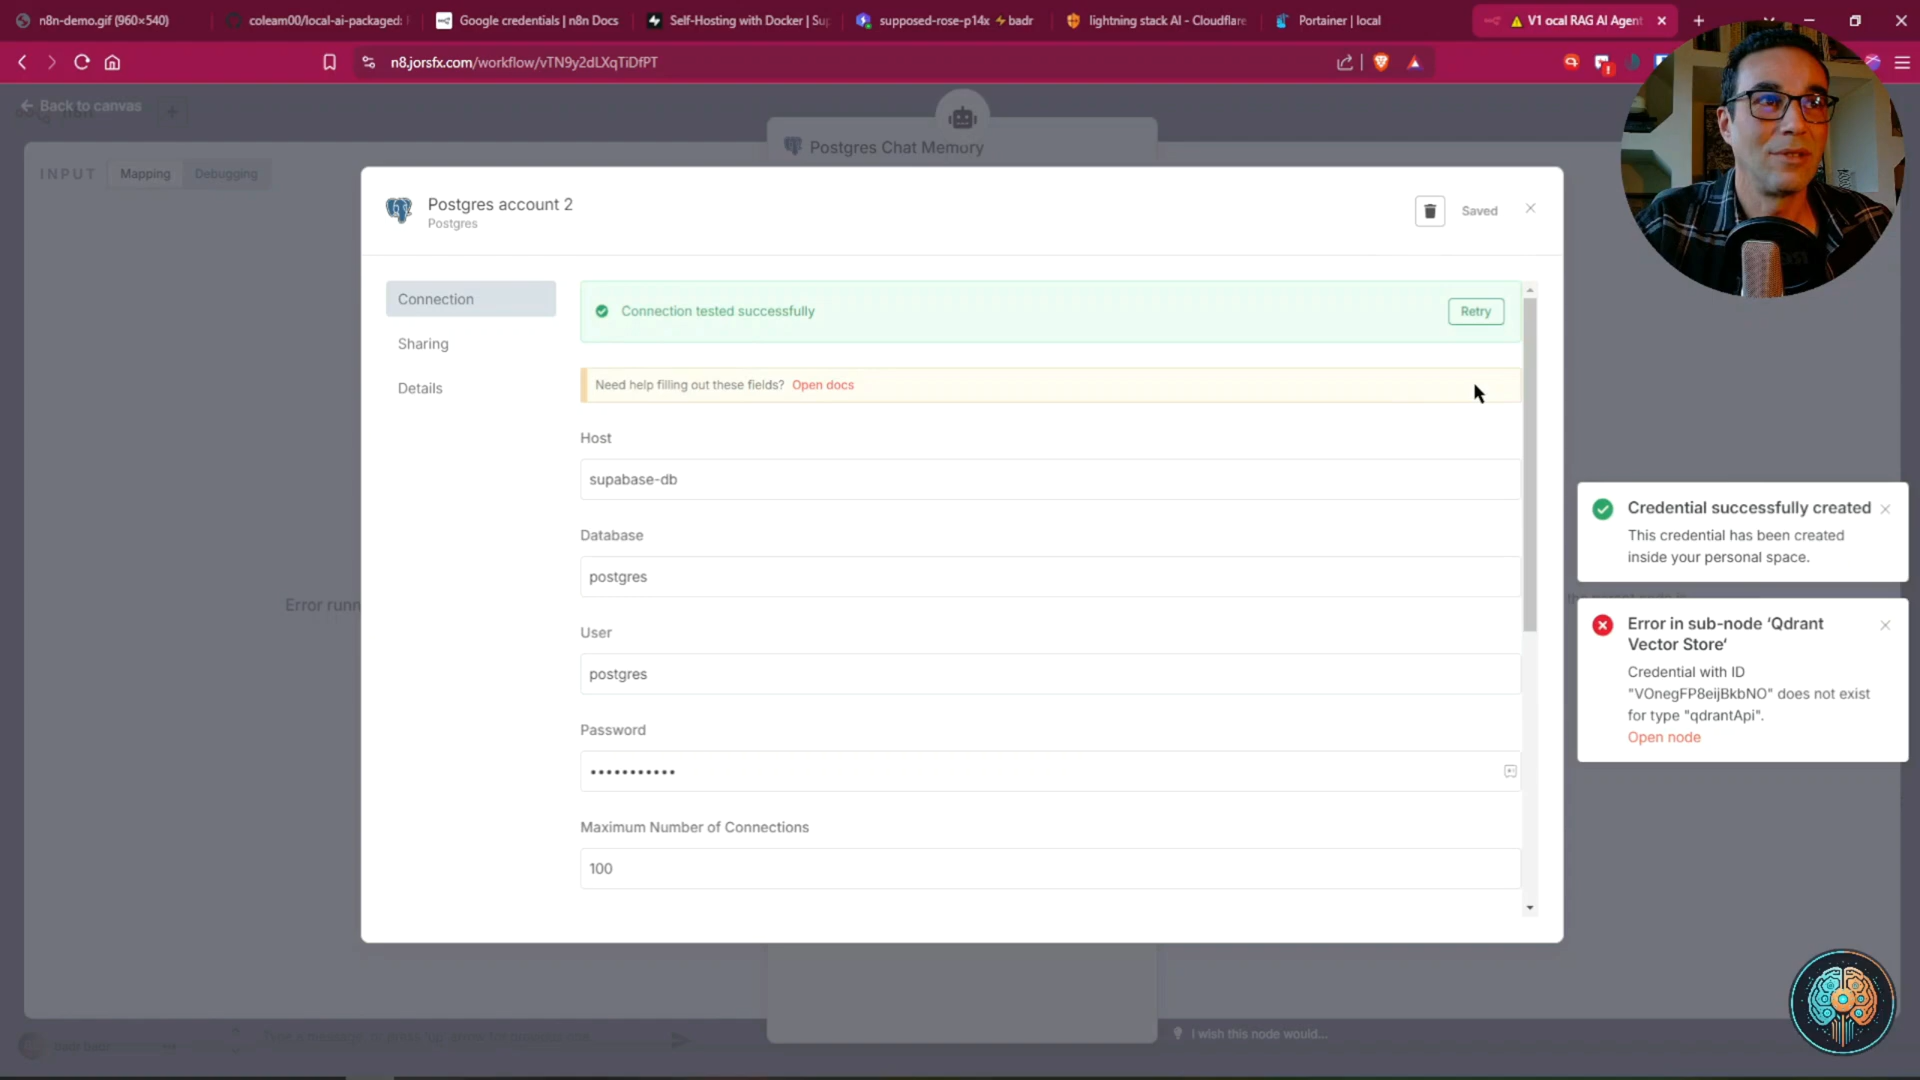 n8n-demo.gif (960×540)
coleam00/local-ai-packaged:
Google credentials | n8n Docs
Self-Hosting with Docker | Sup
supposed-rose-p14x ⚡ badr
lightning stack AI - Cloudflare
Portainer | local
V1 ocal RAG AI Agent
n8.jorsfx.com/workflow/vTN9y2dLXqTiDfPT
Back to canvas
Postgres Chat Memory
INPUT
Mapping
Debugging
Postgres account 2
Postgres
Saved
Connection
Sharing
Details
Connection tested successfully
Retry
Need help filling out these fields? Open docs
Host
supabase-db
Database
postgres
User
postgres
Password
•••••••••••
Maximum Number of Connections
100
Error runn
Credential successfully created
This credential has been created
inside your personal space.
Error in sub-node ‘Qdrant
Vector Store‘
Credential with ID
"VOnegFP8eijBkbNO" does not exist
for type "qdrantApi".
Open node
I wish this node would...